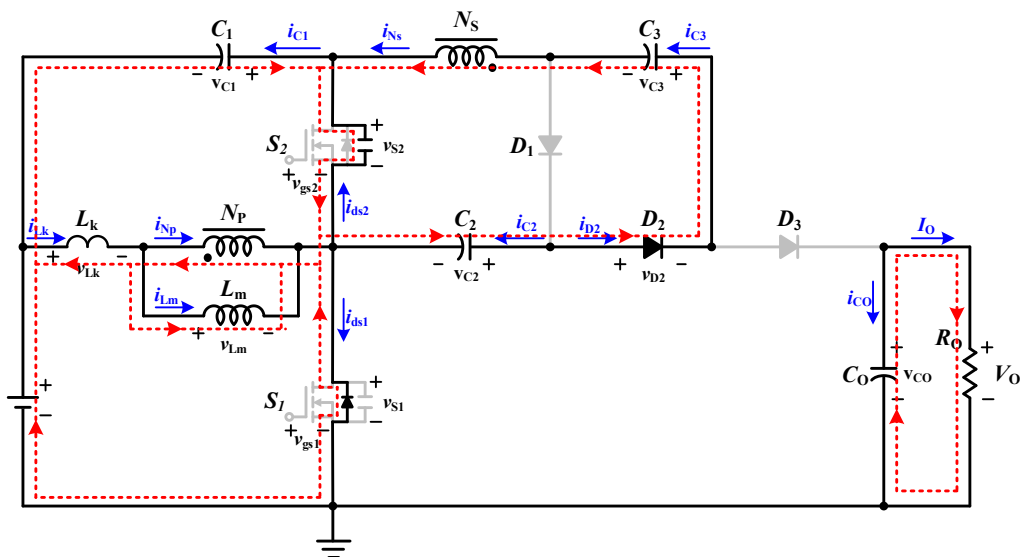 C1 iC1 iNs NS C3 iC3
− vC1 + − vC3 +
S2 + vS2 − D1
+ vgs2 −
iLk Lk iNp NP ids2 C2 iC2 iD2 D2 D3 IO
+ vLk − − vC2 + + vD2 −
iLm Lm ids1 iCO
+ vLm −
+ − S1 + vS1 − CO + vCO − RO + VO −
+ vgs1 −